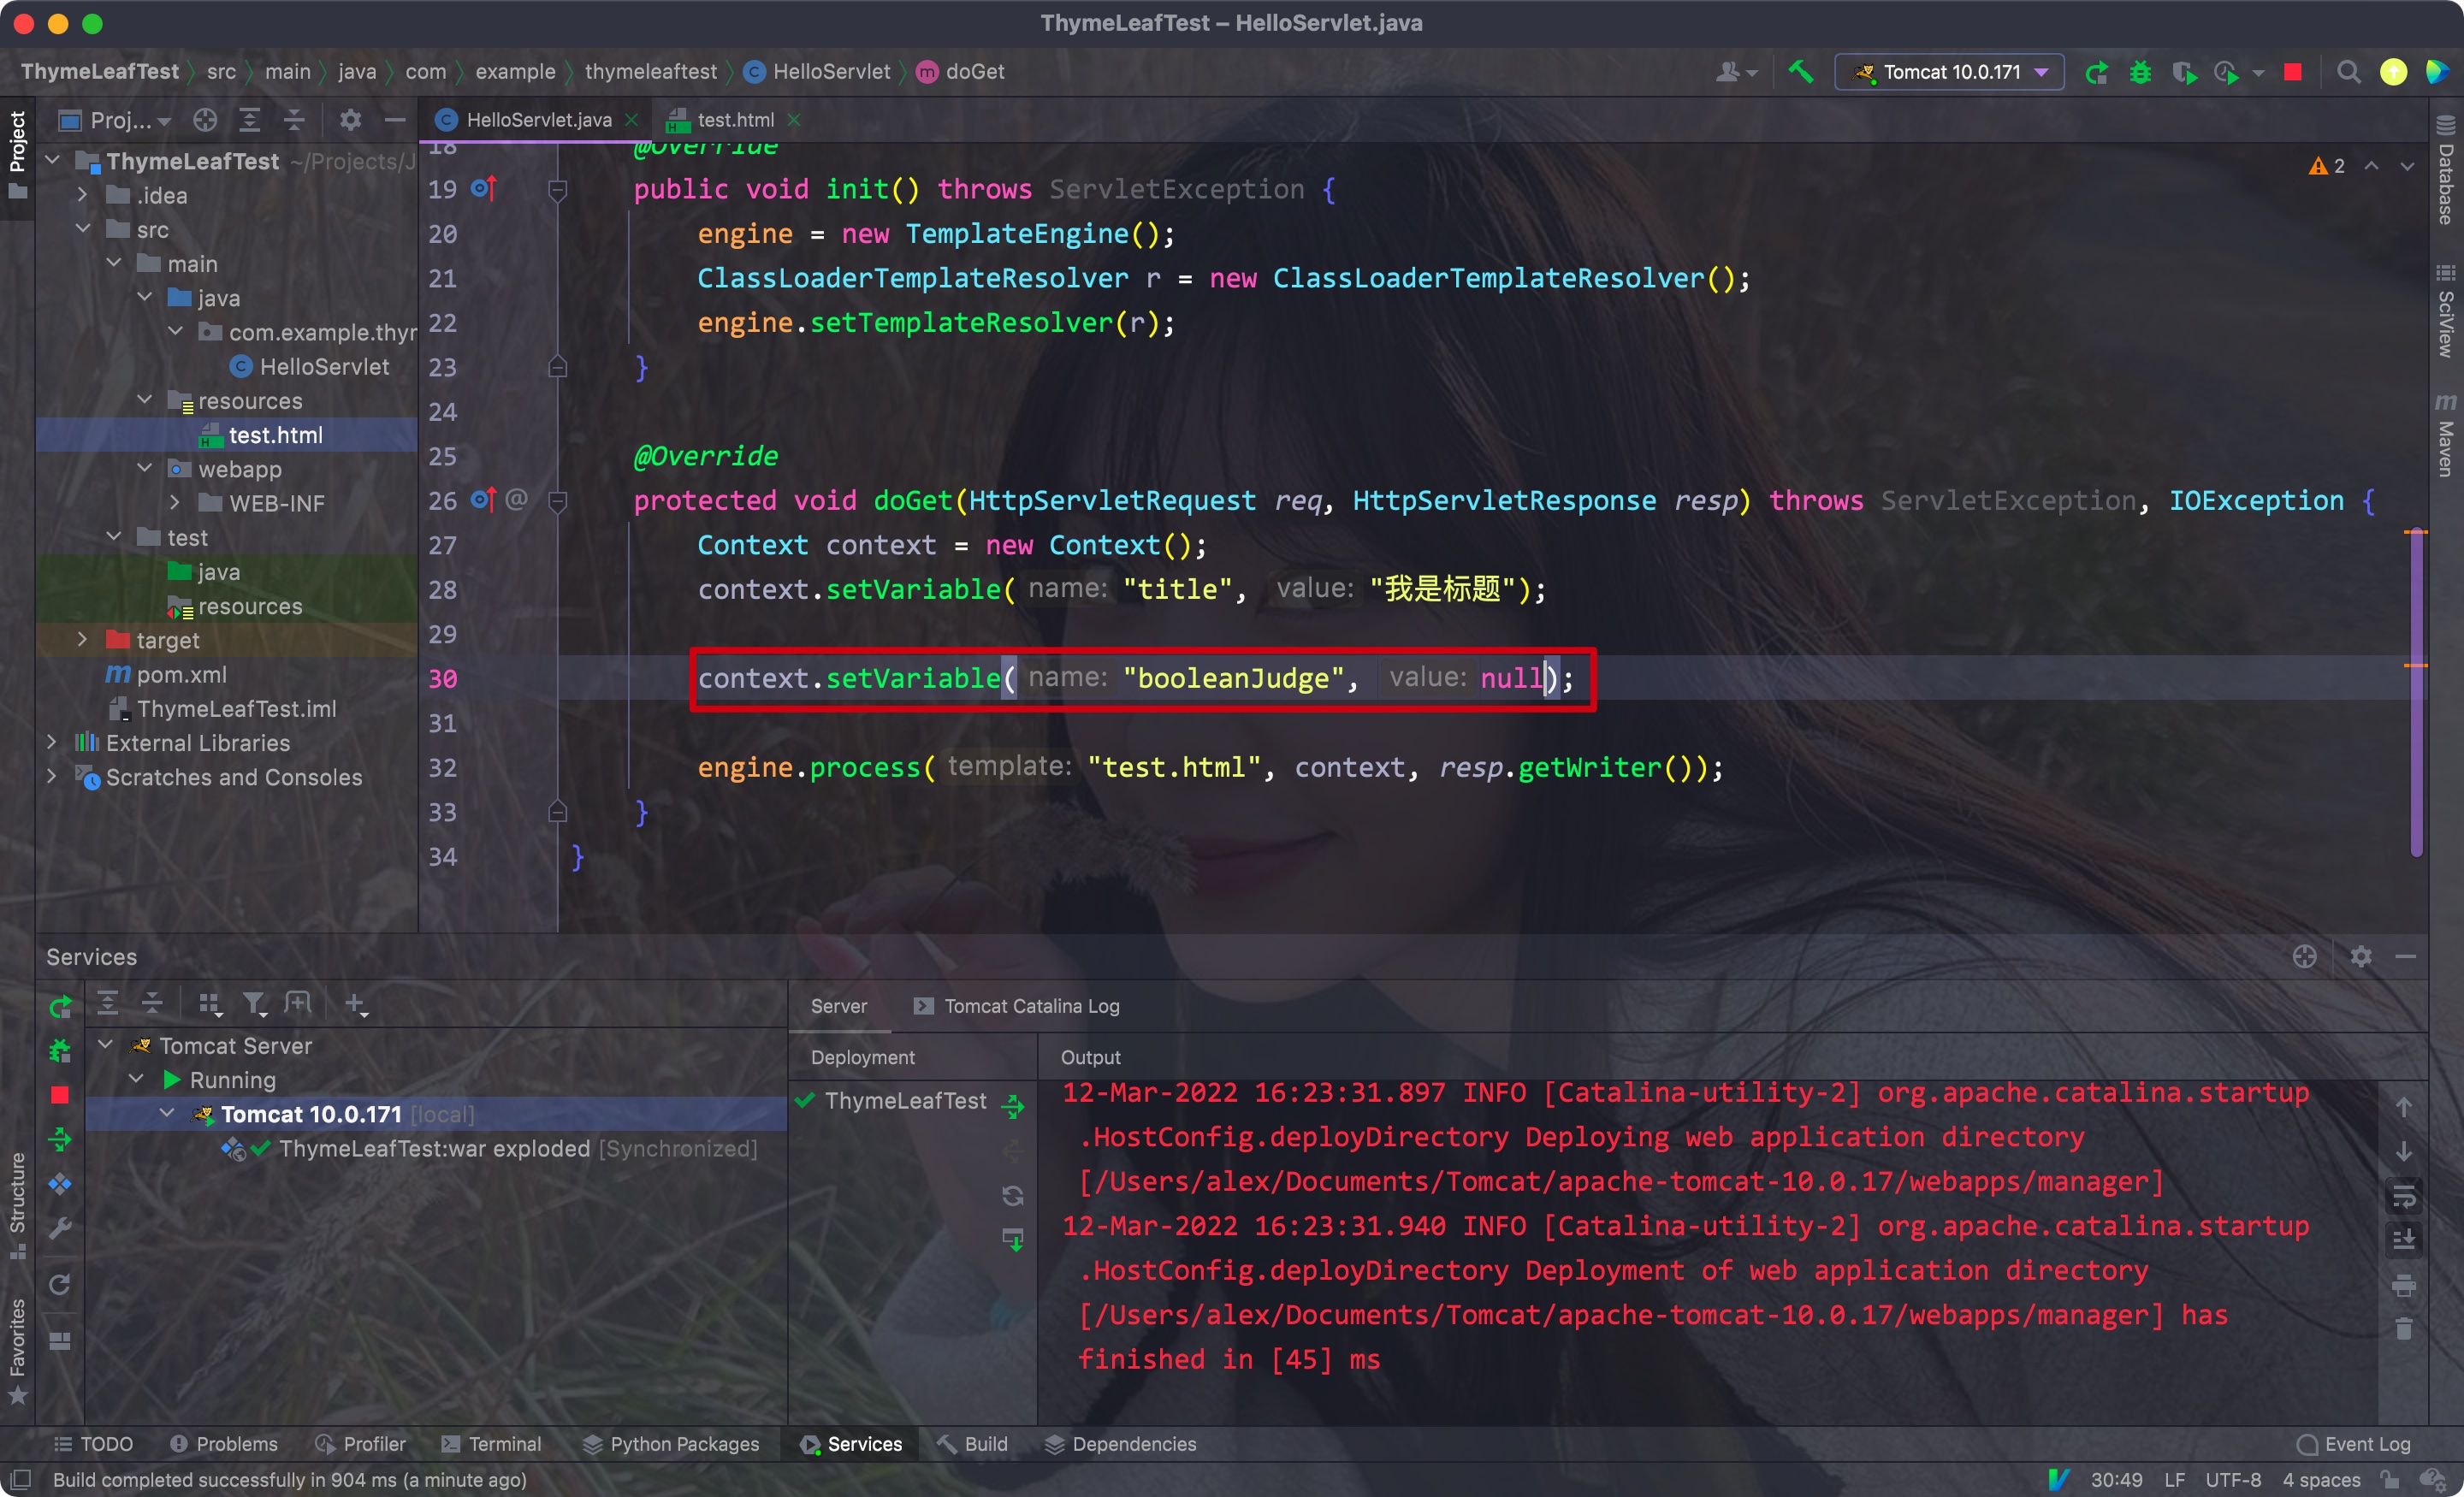 ThymeLeafTest – HelloServlet.java
ThymeLeafTest src main java com example thymeleaftest HelloServlet doGet
Tomcat 10.0.171
Project
Proj...
HelloServlet.java
test.html
ThymeLeafTest ~/Projects/J
.idea
src
main
java
com.example.thyr
HelloServlet
resources
test.html
webapp
WEB-INF
test
java
resources
target
pom.xml
ThymeLeafTest.iml
External Libraries
Scratches and Consoles
2
18 @Override
19 public void init() throws ServletException {
20 engine = new TemplateEngine();
21 ClassLoaderTemplateResolver r = new ClassLoaderTemplateResolver();
22 engine.setTemplateResolver(r);
23 }
24
25 @Override
26 @ protected void doGet(HttpServletRequest req, HttpServletResponse resp) throws ServletException, IOException {
27 Context context = new Context();
28 context.setVariable( name: "title", value: "我是标题");
29
30 context.setVariable( name: "booleanJudge", value: null);
31
32 engine.process( template: "test.html", context, resp.getWriter());
33 }
34 }
Database
SciView
Maven
Services
Tomcat Server
Running
Tomcat 10.0.171 [local]
ThymeLeafTest:war exploded [Synchronized]
Server
Tomcat Catalina Log
Deployment
Output
ThymeLeafTest
12-Mar-2022 16:23:31.897 INFO [Catalina-utility-2] org.apache.catalina.startup
.HostConfig.deployDirectory Deploying web application directory
[/Users/alex/Documents/Tomcat/apache-tomcat-10.0.17/webapps/manager]
12-Mar-2022 16:23:31.940 INFO [Catalina-utility-2] org.apache.catalina.startup
.HostConfig.deployDirectory Deployment of web application directory
[/Users/alex/Documents/Tomcat/apache-tomcat-10.0.17/webapps/manager] has
finished in [45] ms
Structure
Favorites
TODO Problems Profiler Terminal Python Packages Services Build Dependencies Event Log
Build completed successfully in 904 ms (a minute ago)
30:49 LF UTF-8 4 spaces